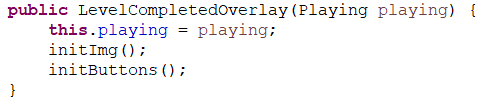 public LevelCompletedOverlay(Playing playing) {
    this.playing = playing;
    initImg();
    initButtons();
}